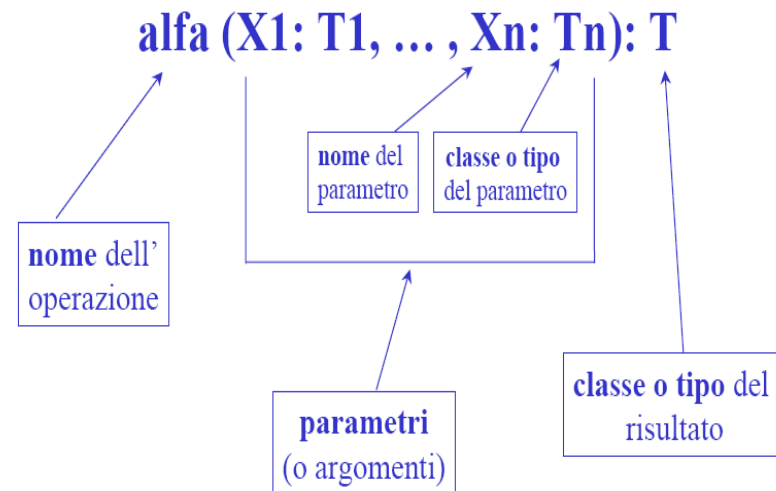 alfa (X1: T1, … , Xn: Tn): T
nome del
parametro
classe o tipo
del parametro
nome dell’
operazione
parametri
(o argomenti)
classe o tipo del
risultato